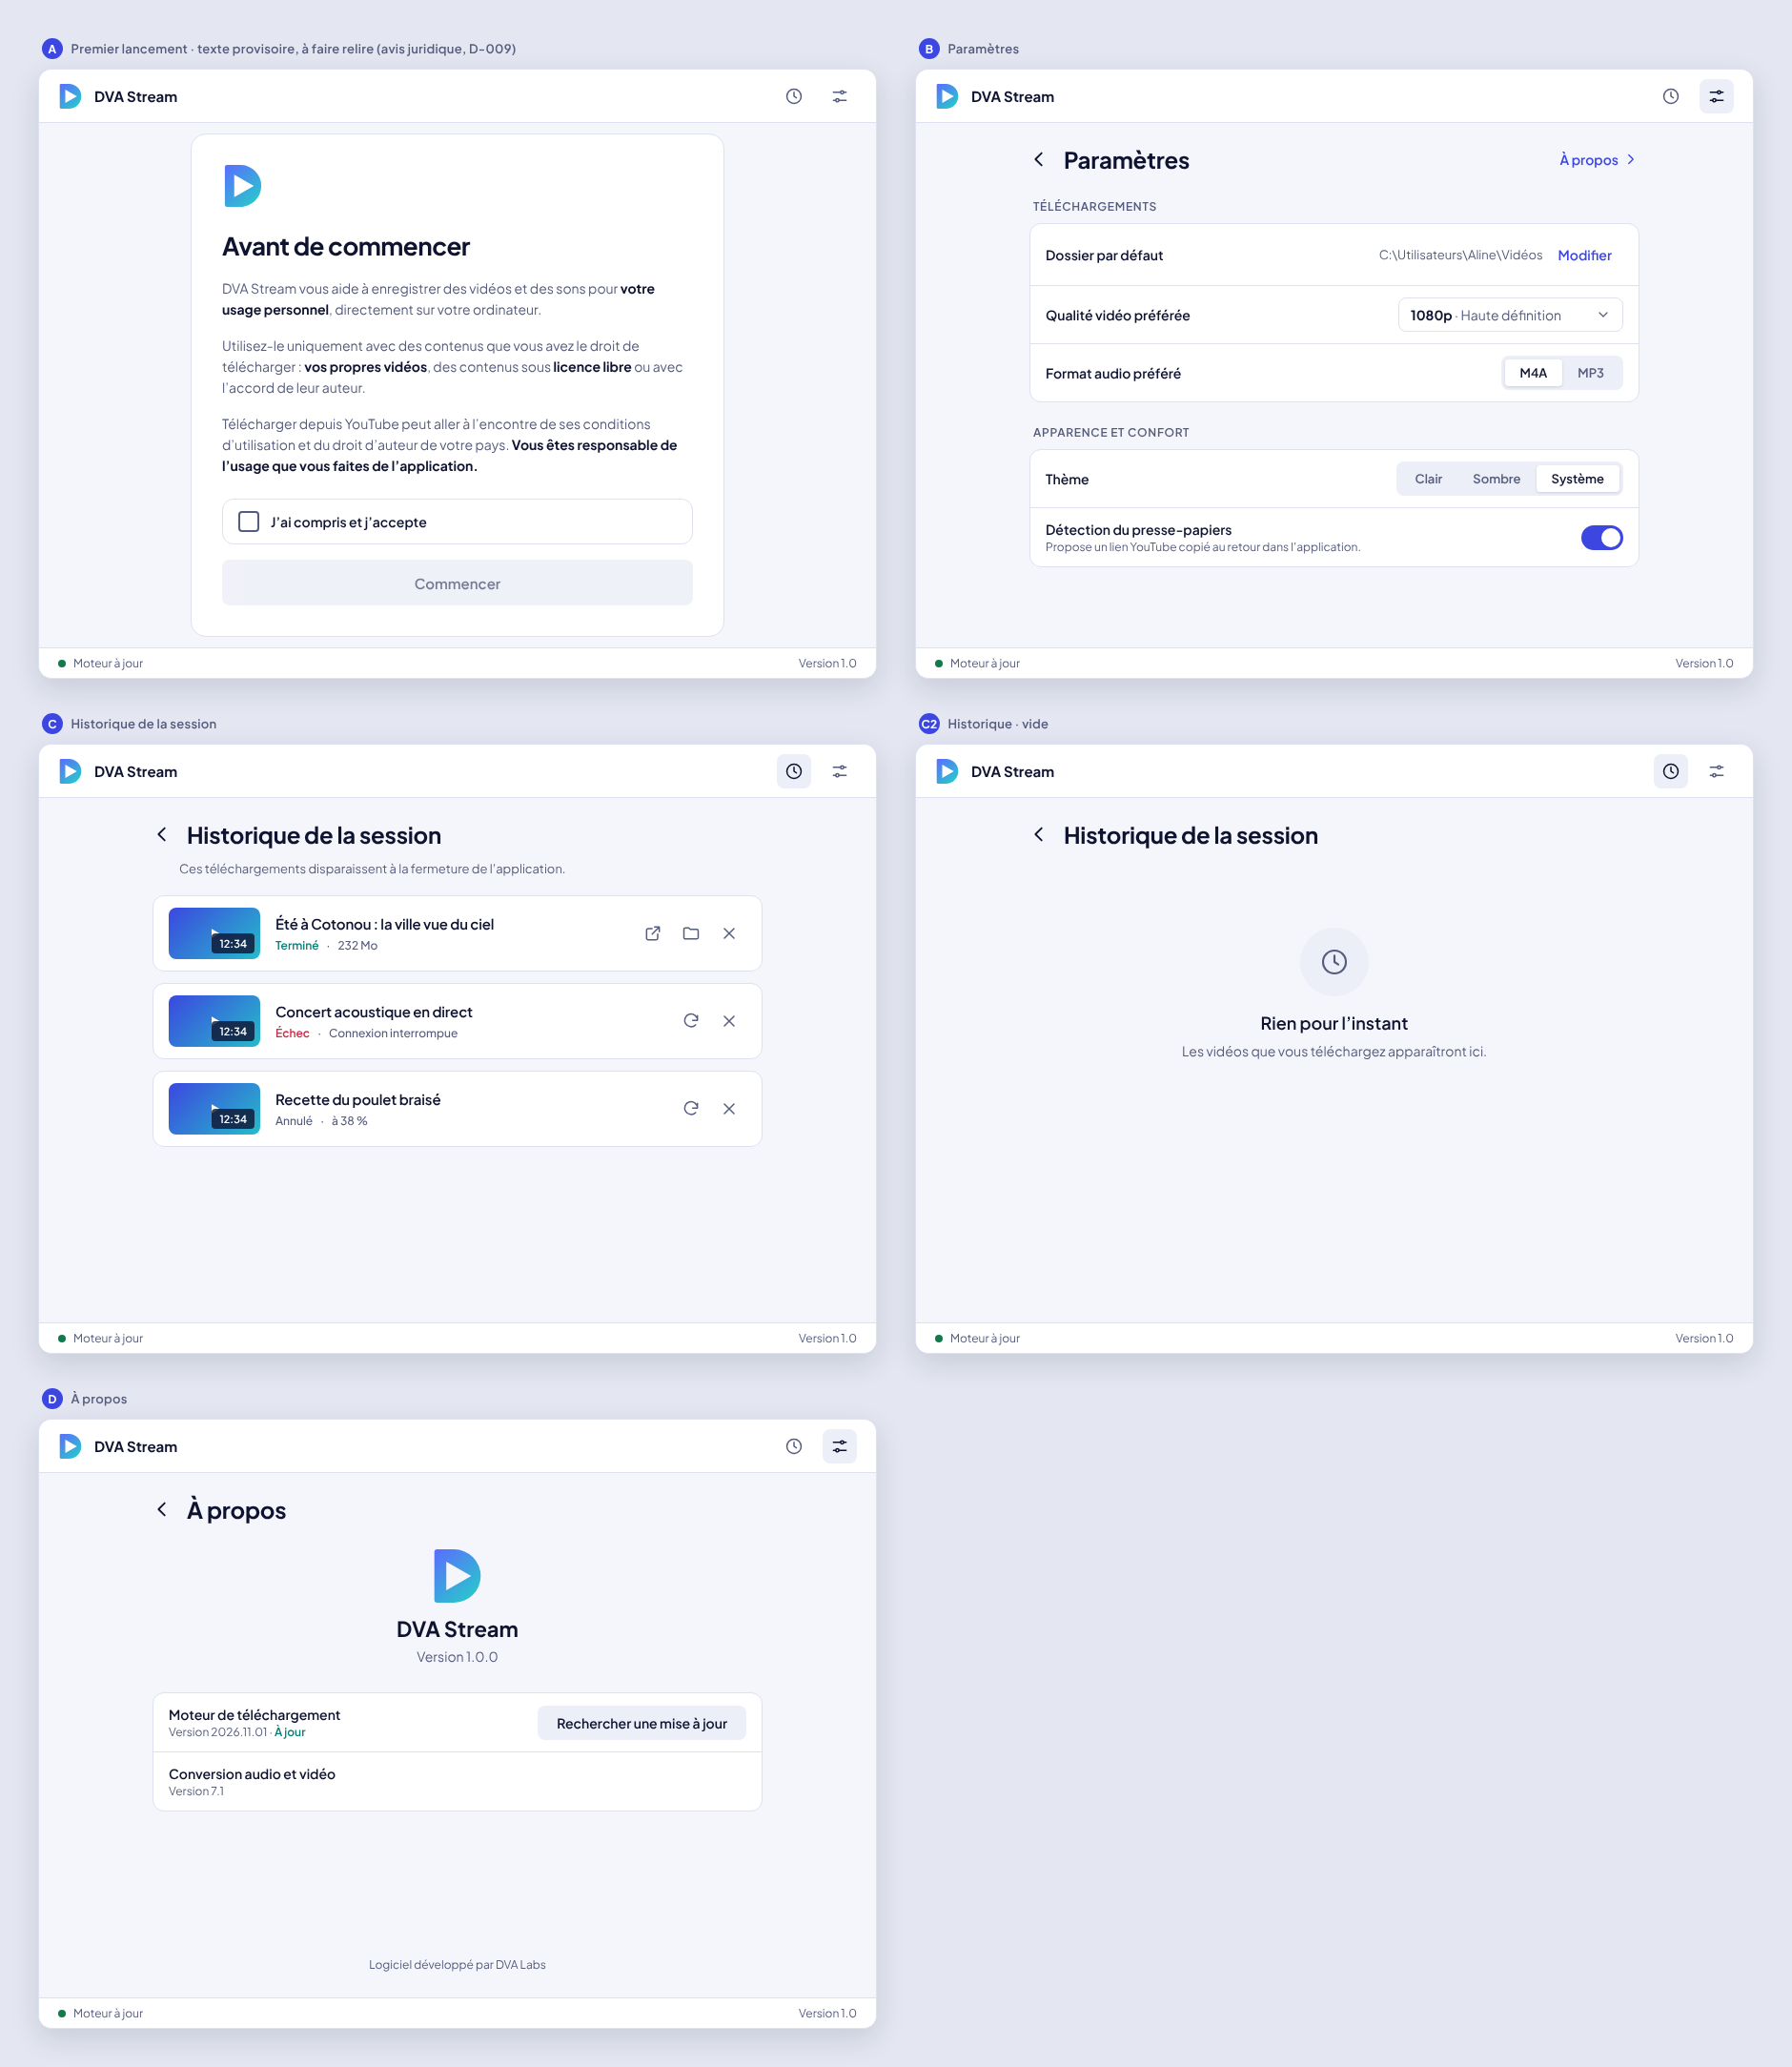 A Premier lancement · texte provisoire, à faire relire (avis juridique, D-009)
DVA Stream
Avant de commencer
DVA Stream vous aide à enregistrer des vidéos et des sons pour votre
usage personnel, directement sur votre ordinateur.
Utilisez-le uniquement avec des contenus que vous avez le droit de
télécharger : vos propres vidéos, des contenus sous licence libre ou avec
l’accord de leur auteur.
Télécharger depuis YouTube peut aller à l’encontre de ses conditions
d’utilisation et du droit d’auteur de votre pays. Vous êtes responsable de
l’usage que vous faites de l’application.
J’ai compris et j’accepte
Commencer
Moteur à jour
Version 1.0
B Paramètres
DVA Stream
Paramètres
À propos
TÉLÉCHARGEMENTS
Dossier par défaut
C:\Utilisateurs\Aline\Vidéos
Modifier
Qualité vidéo préférée
1080p · Haute définition
Format audio préféré
M4A
MP3
APPARENCE ET CONFORT
Thème
Clair
Sombre
Système
Détection du presse-papiers
Propose un lien YouTube copié au retour dans l’application.
Moteur à jour
Version 1.0
C Historique de la session
DVA Stream
Historique de la session
Ces téléchargements disparaissent à la fermeture de l’application.
12:34
Été à Cotonou : la ville vue du ciel
Terminé · 232 Mo
12:34
Concert acoustique en direct
Échec · Connexion interrompue
12:34
Recette du poulet braisé
Annulé · à 38 %
Moteur à jour
Version 1.0
C2 Historique · vide
DVA Stream
Historique de la session
Rien pour l’instant
Les vidéos que vous téléchargez apparaîtront ici.
Moteur à jour
Version 1.0
D À propos
DVA Stream
À propos
DVA Stream
Version 1.0.0
Moteur de téléchargement
Version 2026.11.01 · À jour
Rechercher une mise à jour
Conversion audio et vidéo
Version 7.1
Logiciel développé par DVA Labs
Moteur à jour
Version 1.0